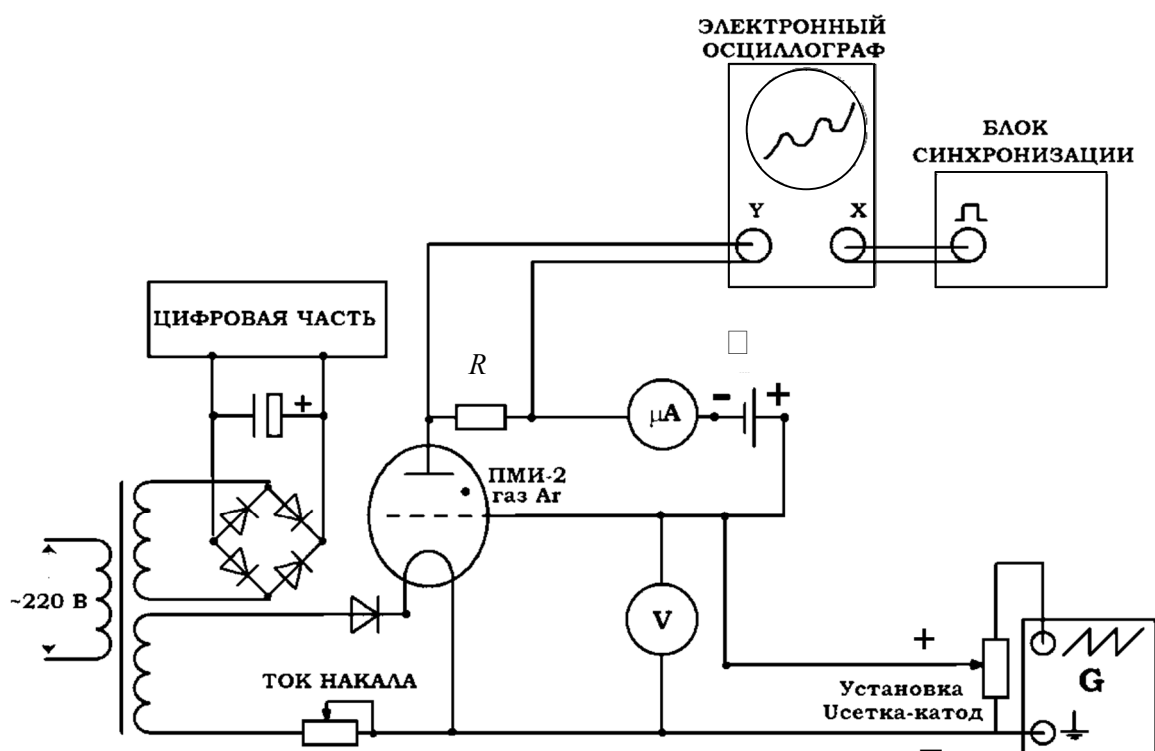 ЭЛЕКТРОННЫЙ
ОСЦИЛЛОГРАФ
БЛОК
СИНХРОНИЗАЦИИ
Y
X
ЦИФРОВАЯ ЧАСТЬ
+
R
μA
-
+
ПМИ-2
газ Ar
~220 В
V
ТОК НАКАЛА
+
Установка
Uсетка-катод
G